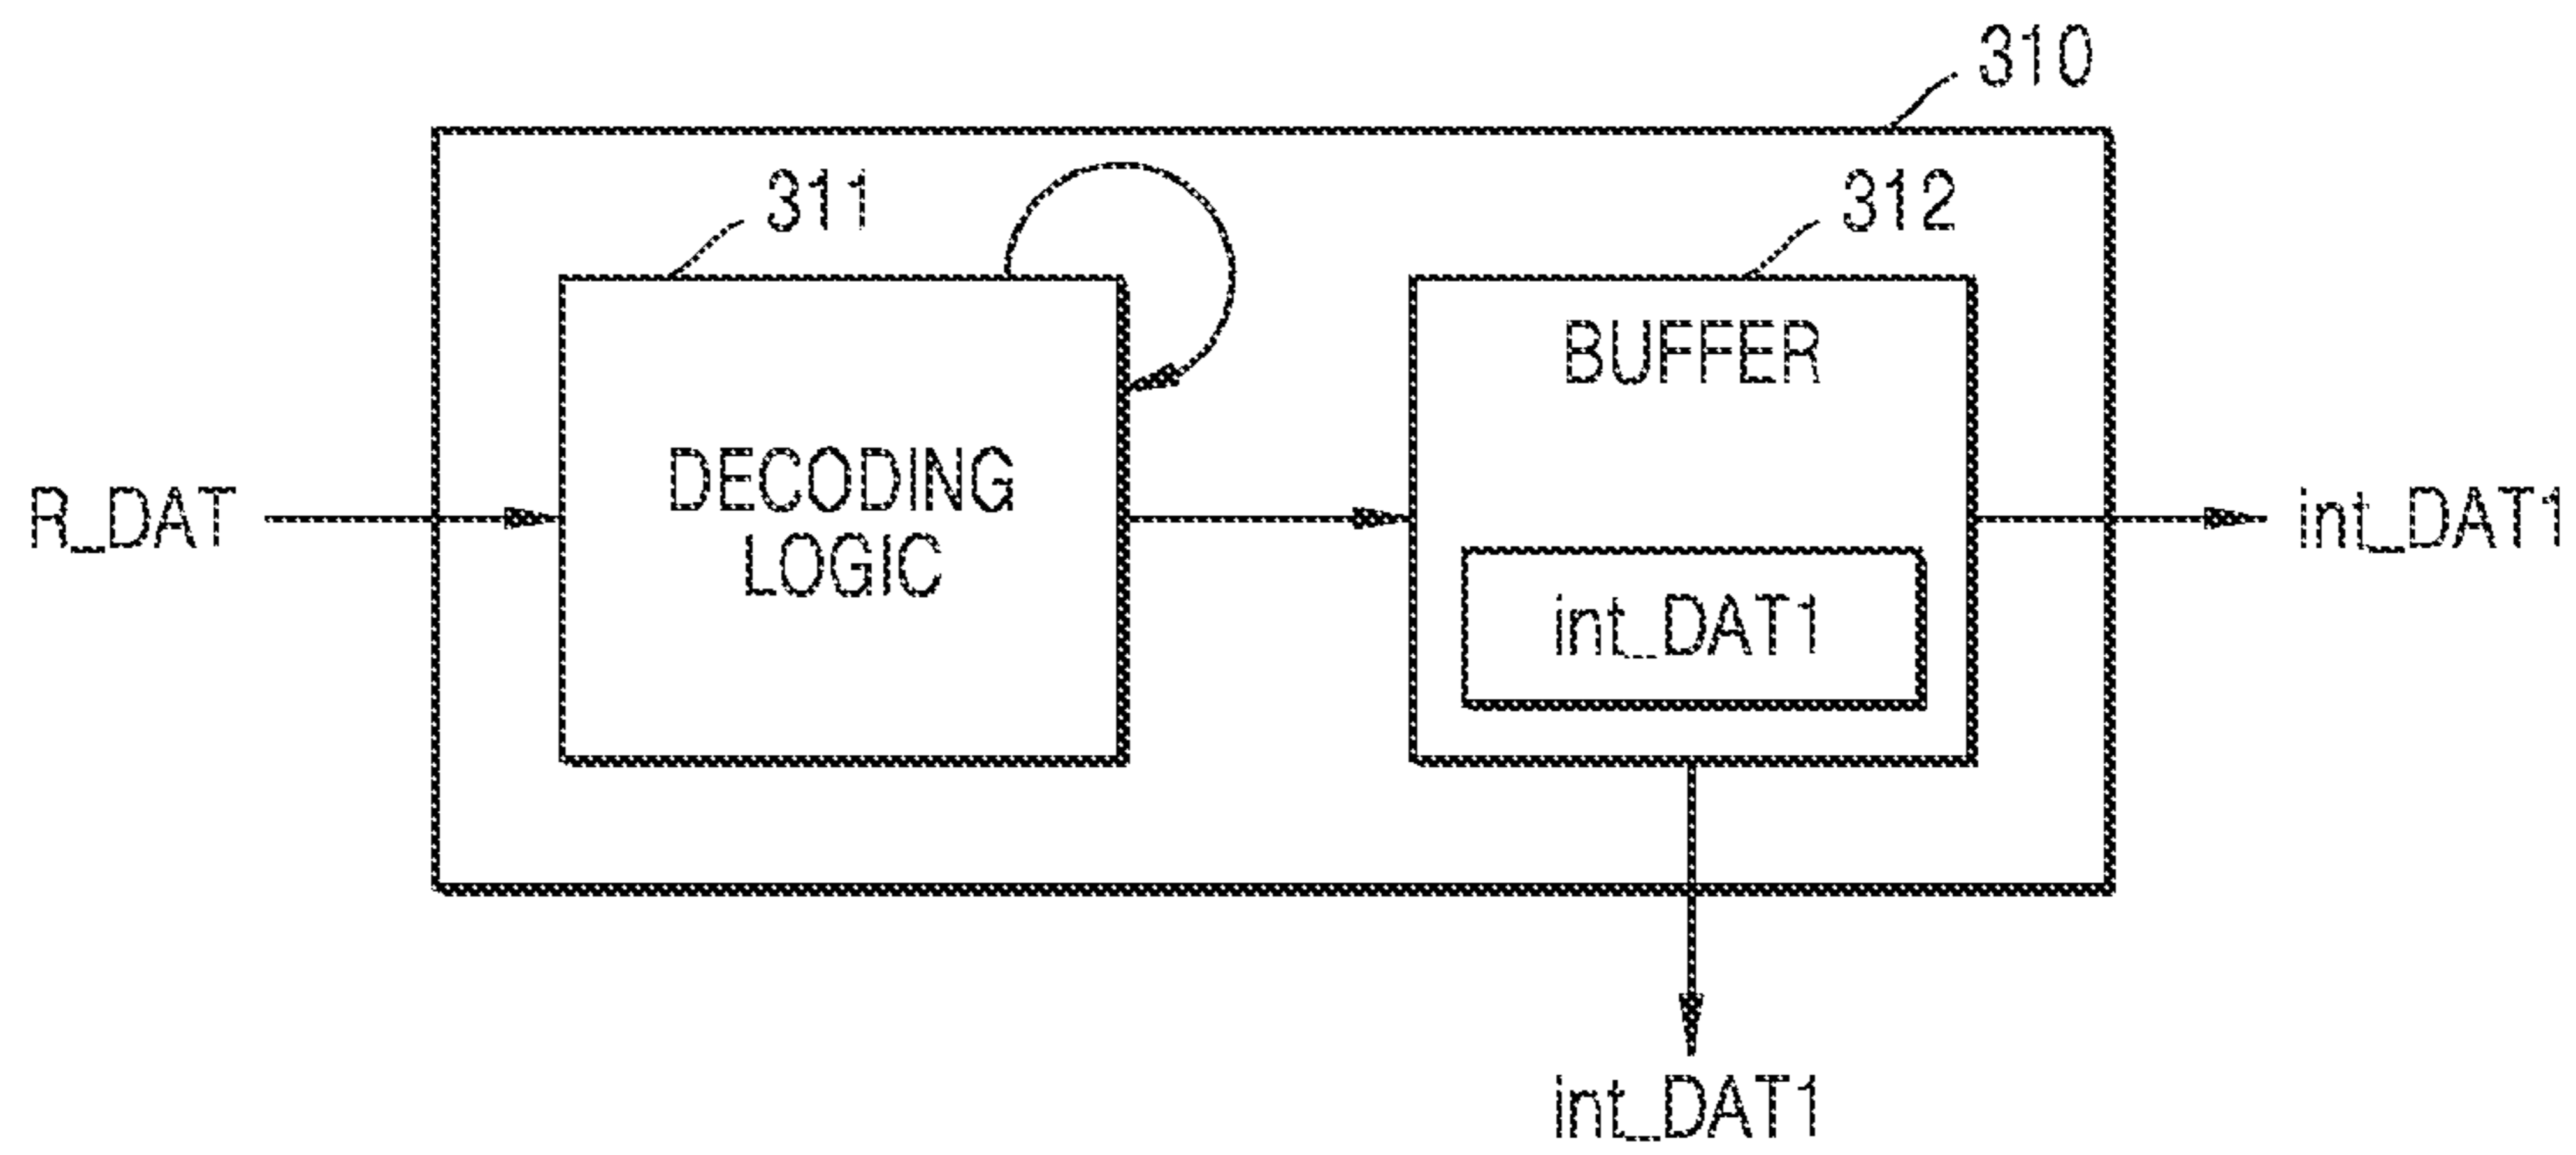 310
311
312
BUFFER
DECODING
LOGIC
R_DAT
int_DAT1
int_DAT1
int_DAT1